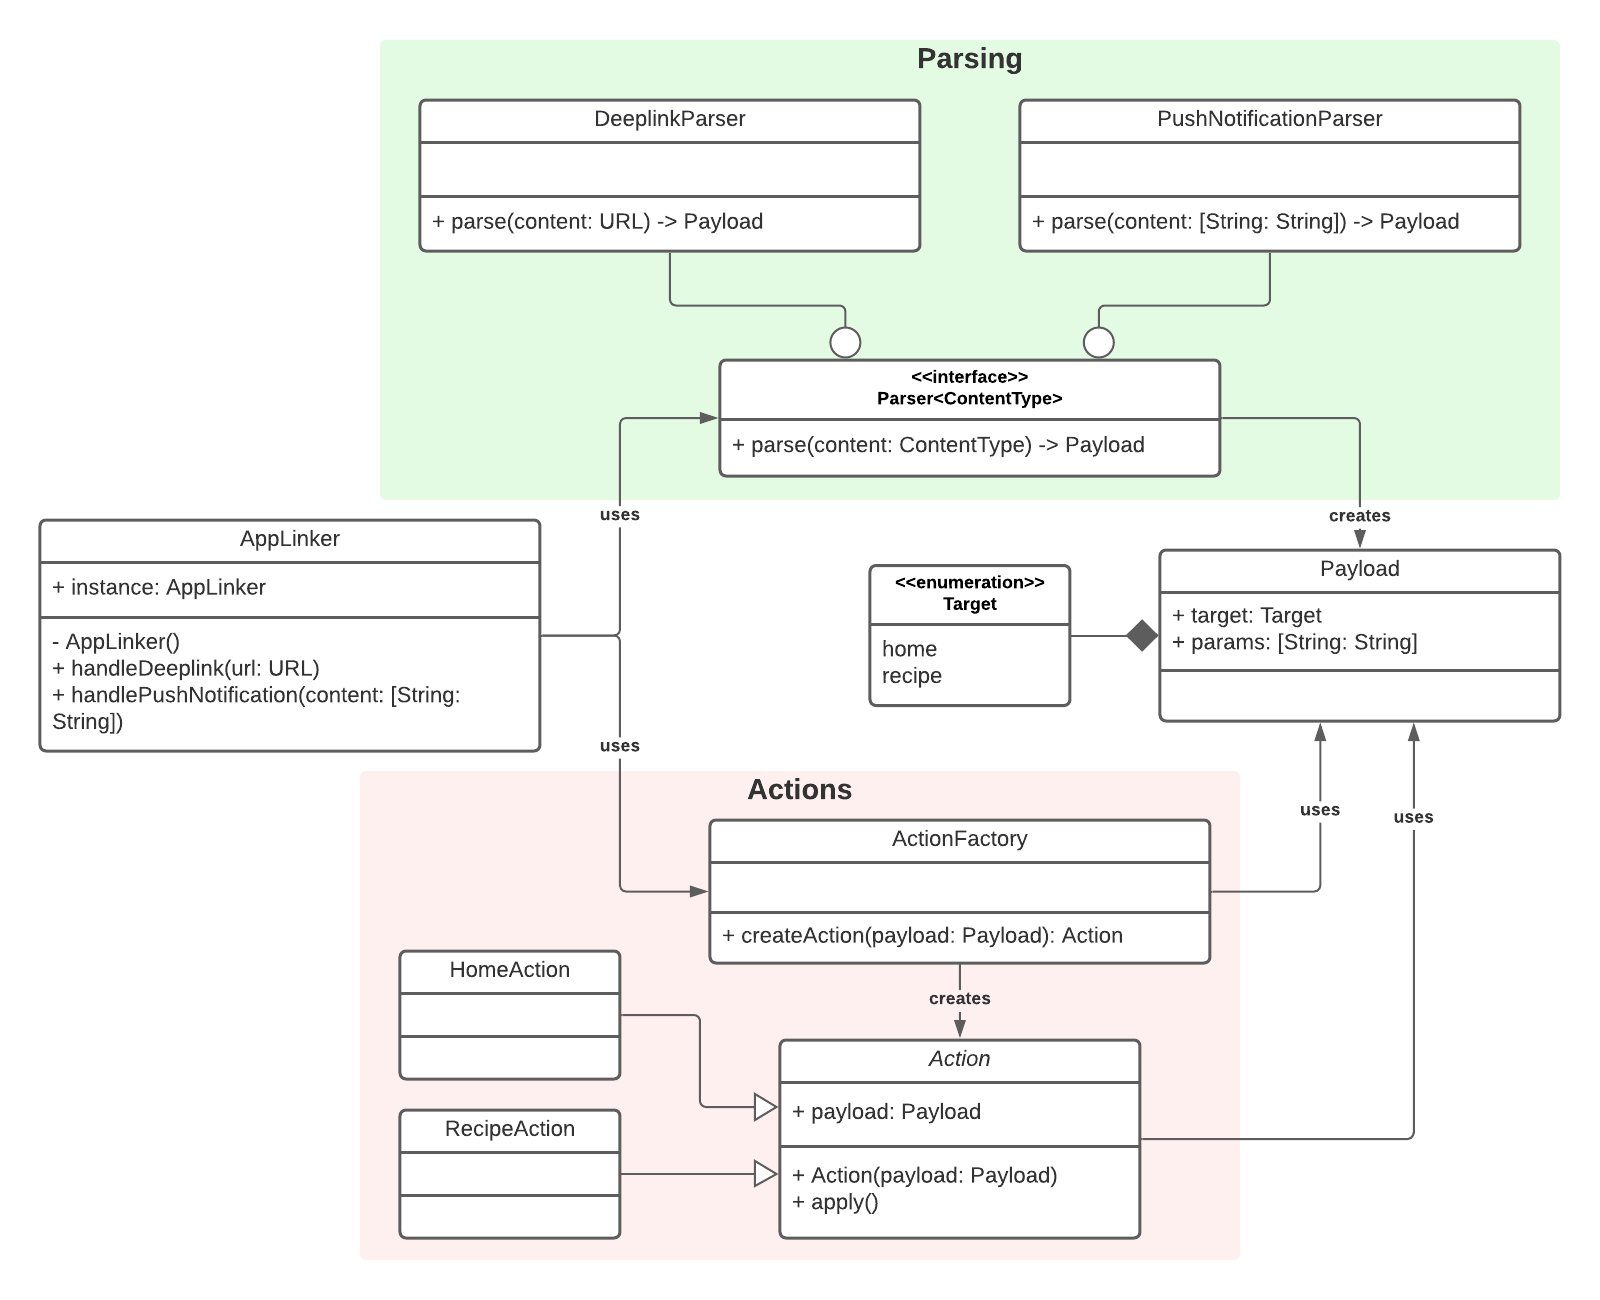 Parsing
DeeplinkParser
+ parse(content: URL) -> Payload
PushNotificationParser
+ parse(content: [String: String]) -> Payload
<<interface>>
Parser<ContentType>
+ parse(content: ContentType) -> Payload
uses
creates
AppLinker
+ instance: AppLinker
- AppLinker()
+ handleDeeplink(url: URL)
+ handlePushNotification(content: [String:
String])
<<enumeration>>
Target
home
recipe
Payload
+ target: Target
+ params: [String: String]
uses
Actions
ActionFactory
+ createAction(payload: Payload): Action
uses
uses
creates
HomeAction
RecipeAction
Action
+ payload: Payload
+ Action(payload: Payload)
+ apply()